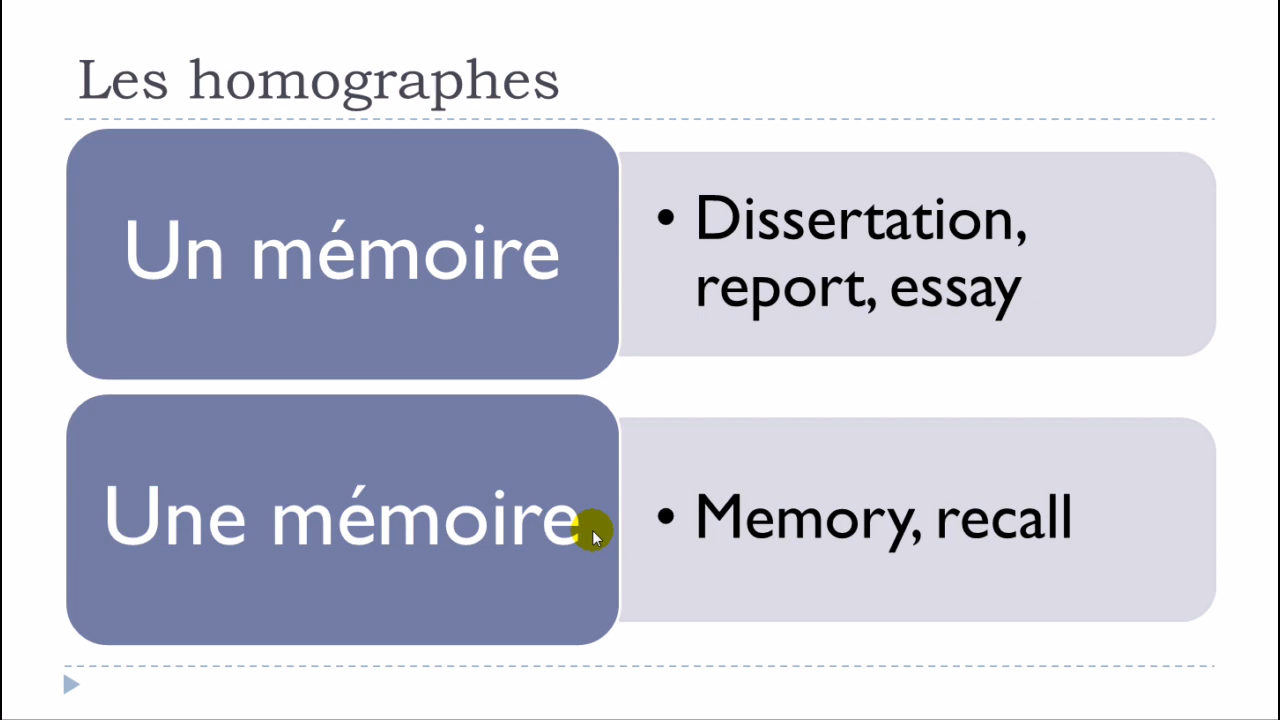 Les homographes
Un mémoire
• Dissertation,
report, essay
Une mémoire
• Memory, recall